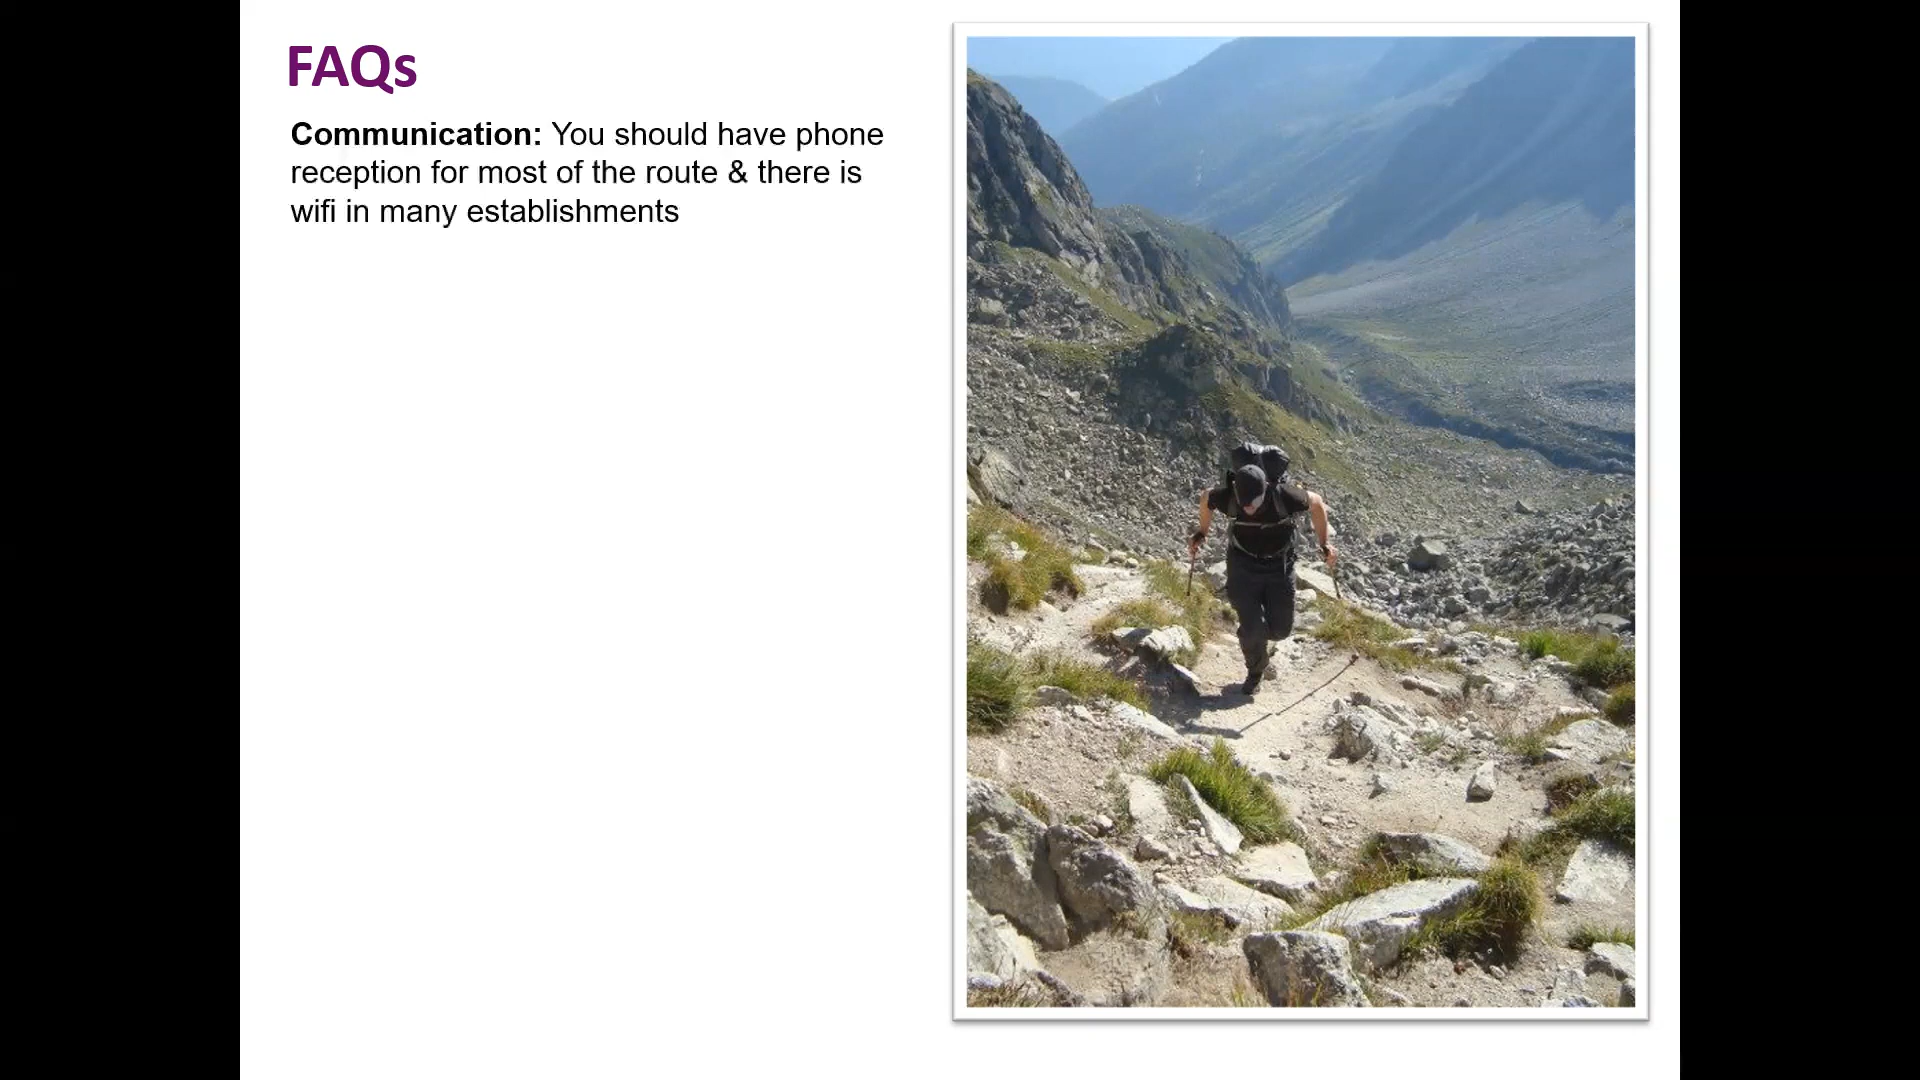 FAQs
Communication: You should have phone
reception for most of the route & there is
wifi in many establishments